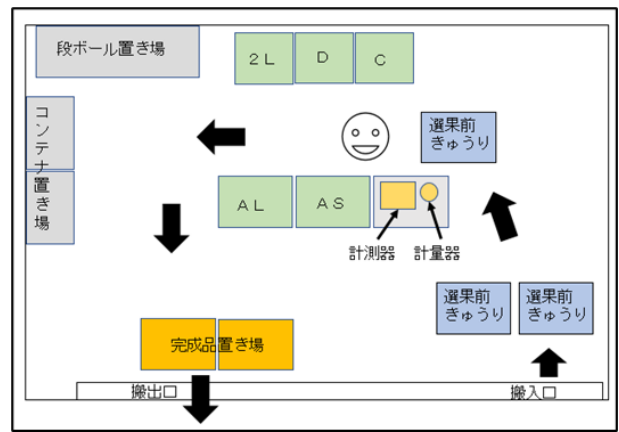 段ボール置き場
２Ｌ
Ｄ
Ｃ
コンテナ置き場
選果前
きゅうり
ＡＬ
ＡＳ
計測器
計量器
選果前
きゅうり
選果前
きゅうり
完成品置き場
搬出口
搬入口